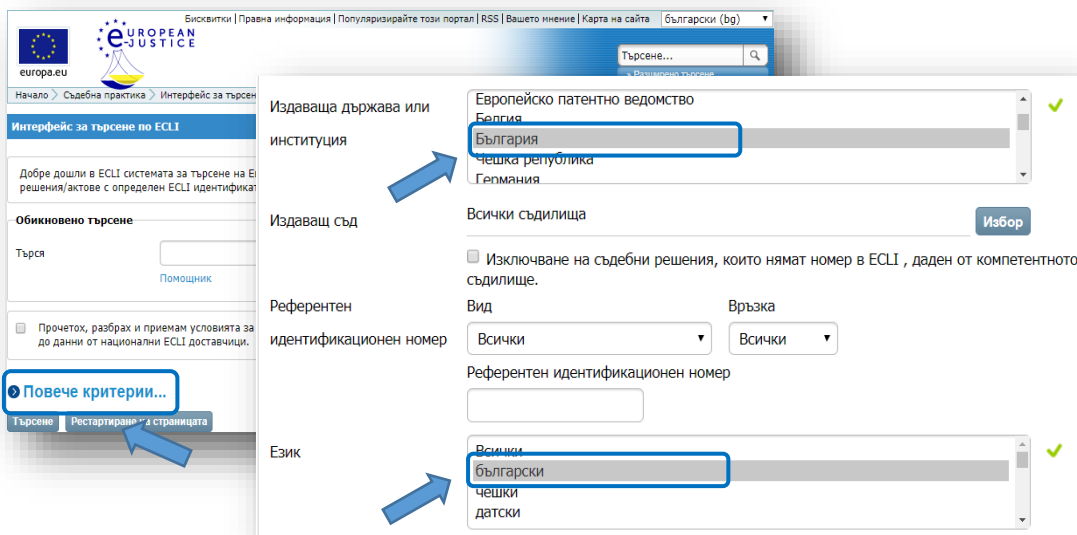 Бисквитки | Правна информация | Популяризирайте този портал | RSS | Вашето мнение | Карта на сайта български (bg)
EUROPEAN
E-JUSTICE
europa.eu
Търсене...
» Разширено търсене
Начало > Съдебна практика > Интерфейс за търсен
Интерфейс за търсене по ECLI
Добре дошли в ECLI системата за търсене на Е
решения/актове с определен ECLI идентификат
Обикновено търсене
Търся
Помощник
Прочетох, разбрах и приемам условията за
до данни от национални ECLI доставчици.
Повече критерии...
Търсене Рестартиране на страницата
Издаваща държава или
институция
Европейско патентно ведомство
Белгия
България
Чешка република
Германия
Издаващ съд
Всички съдилища
Избор
Изключване на съдебни решения, които нямат номер в ECLI , даден от компетентното
съдилище.
Референтен
идентификационен номер
Вид Връзка
Всички Всички
Референтен идентификационен номер
Език
Всички
български
чешки
датски